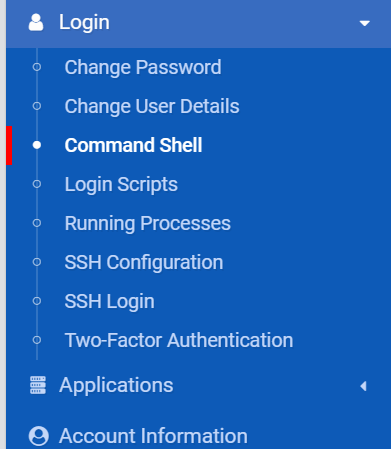 Login
Change Password
Change User Details
Command Shell
Login Scripts
Running Processes
SSH Configuration
SSH Login
Two-Factor Authentication
Applications
Account Information